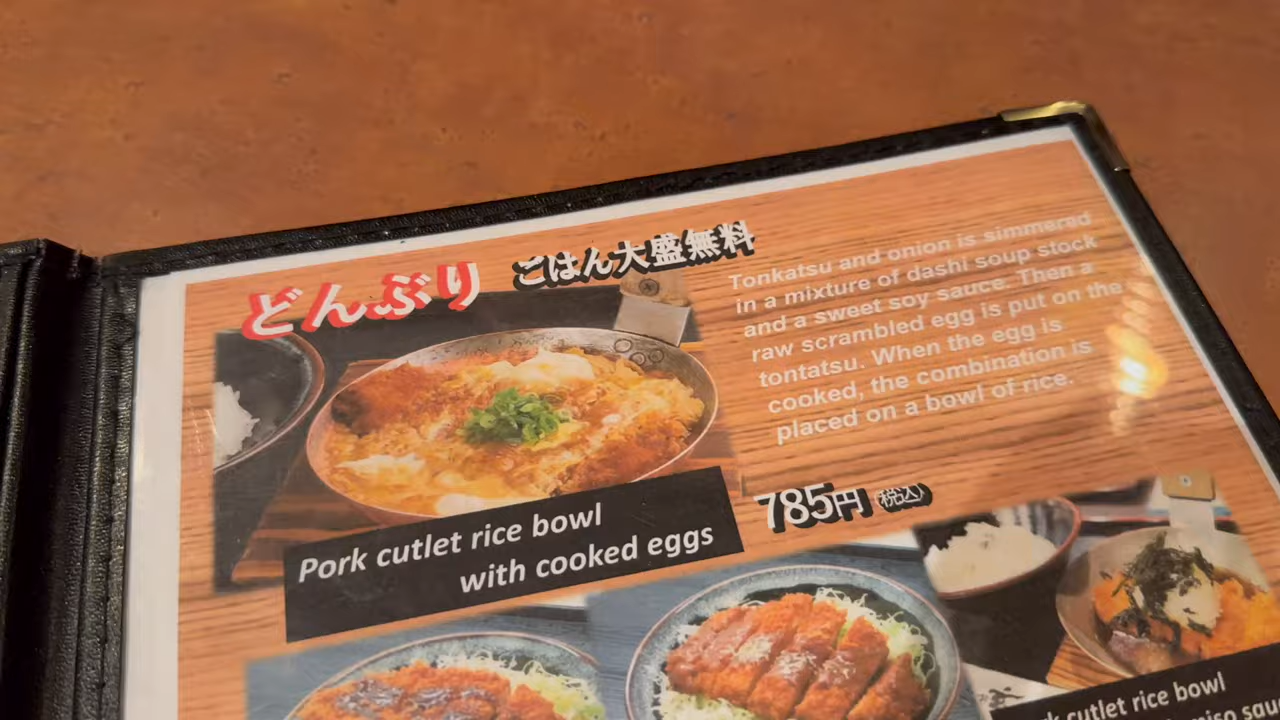 どんぶり ごはん大盛無料
Tonkatsu and onion is simmered
in a mixture of dashi soup stock
and a sweet soy sauce. Then a
raw scrambled egg is put on the
tontatsu. When the egg is
cooked, the combination is
placed on a bowl of rice.
785円 (税込)
Pork cutlet rice bowl
with cooked eggs
cutlet rice bowl